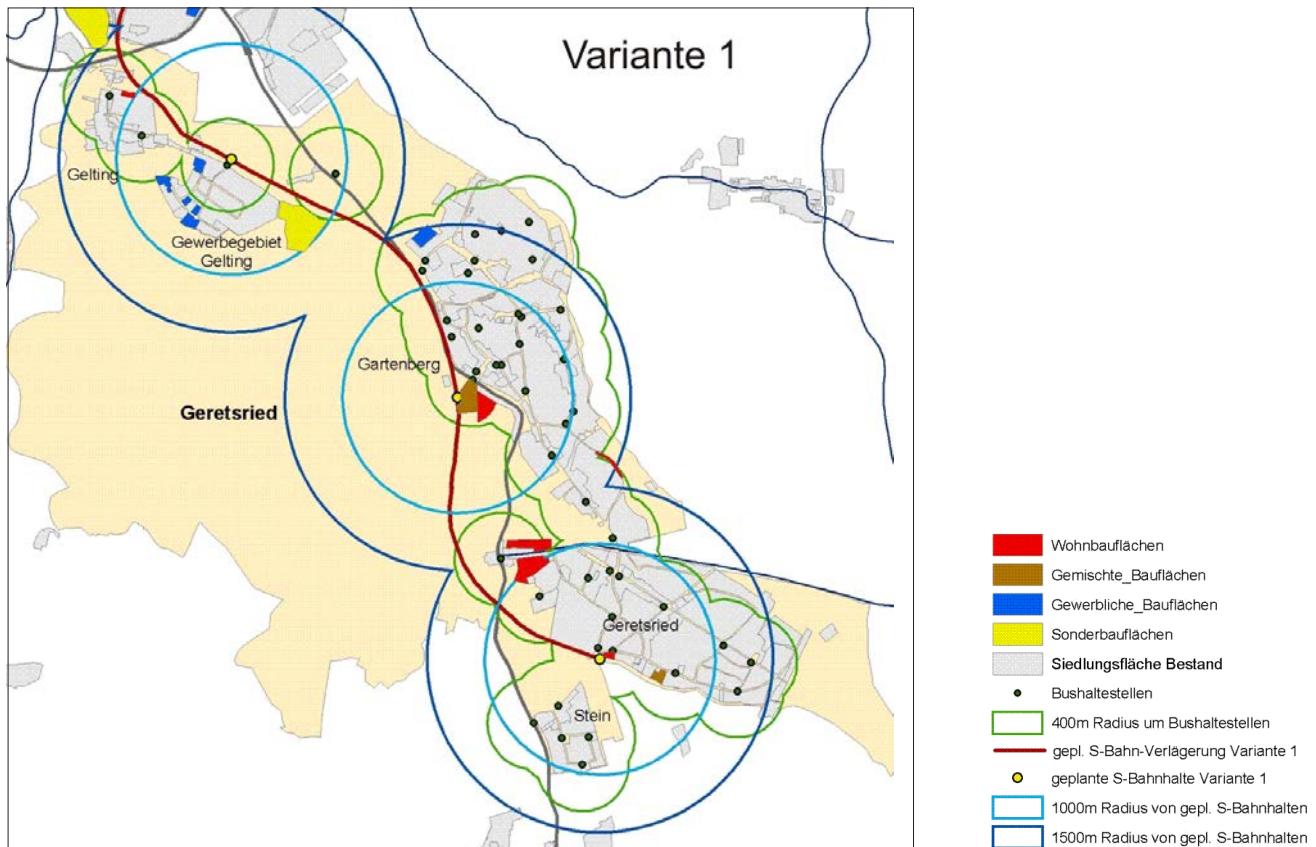 Variante 1
Gelting
Gewerbegebiet
Gelting
Gartenberg
Geretsried
Geretsried
Stein
Wohnbauflächen
Gemischte_Bauflächen
Gewerbliche_Bauflächen
Sonderbauflächen
Siedlungsfläche Bestand
Bushaltestellen
400m Radius um Bushaltestellen
gepl. S-Bahn-Verlägerung Variante 1
geplante S-Bahnhalte Variante 1
1000m Radius von gepl. S-Bahnhalten
1500m Radius von gepl. S-Bahnhalten